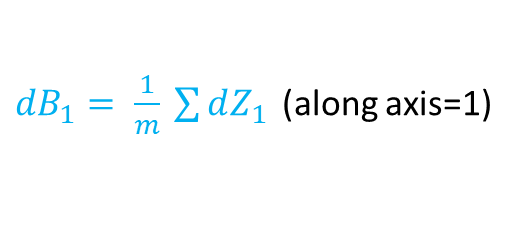 dB₁ = 1/m ∑ dZ₁ (along axis=1)